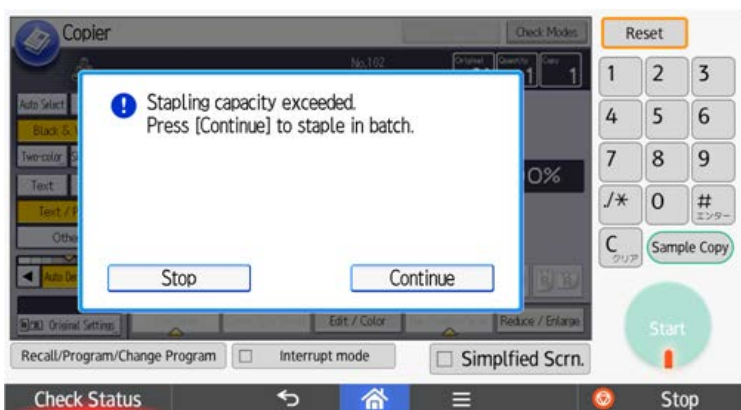 Copier
Check Modes
Reset
No.102
Original
Quantity
Copy
1
1
Stapling capacity exceeded.
Press [Continue] to staple in batch.
Auto Select
Black &
Two-color
Text
Text / P
Othe
Auto De
0%
Stop
Continue
Original Settings
Edit / Color
Reduce / Enlarge
1
2
3
4
5
6
7
8
9
./*
0
#
エンター
C
クリア
Sample Copy
Start
Recall/Program/Change Program
Interrupt mode
Simplfied Scrn.
Check Status
Stop